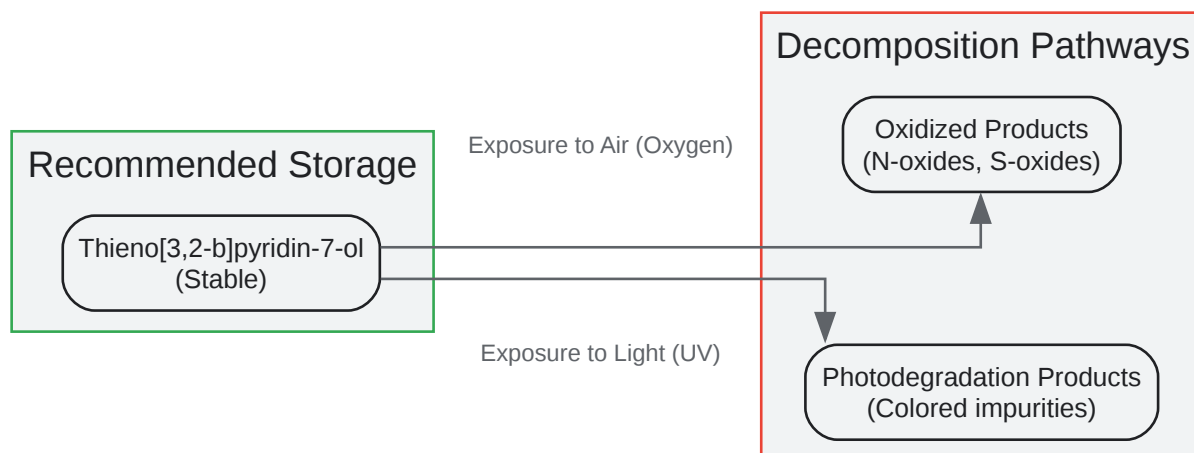 Recommended Storage
Thieno[3,2-b]pyridin-7-ol
(Stable)
Exposure to Air (Oxygen)
Exposure to Light (UV)
Decomposition Pathways
Oxidized Products
(N-oxides, S-oxides)
Photodegradation Products
(Colored impurities)